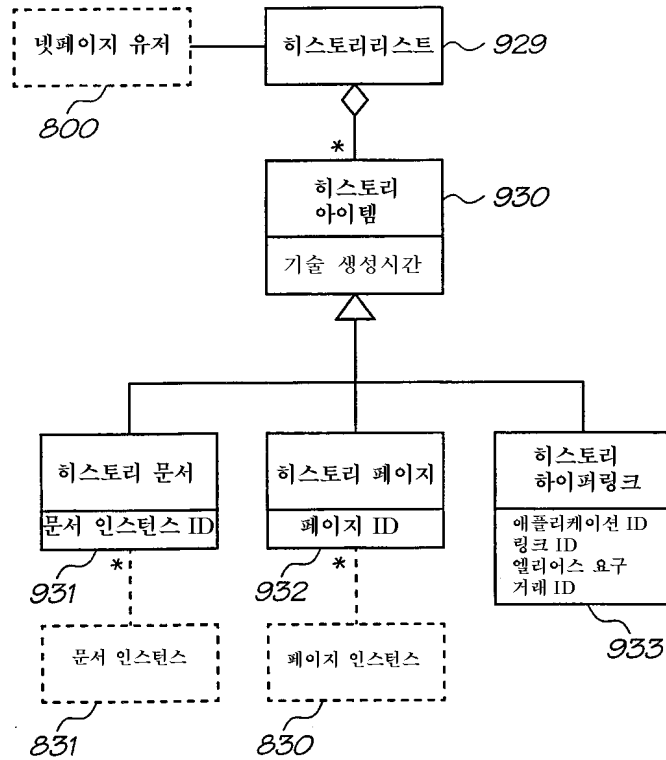 넷페이지 유저
히스토리리스트
929
800
*
히스토리
아이템
930
기술 생성시간
히스토리 문서
히스토리 페이지
히스토리
하이퍼링크
문서 인스턴스 ID
페이지 ID
애플리케이션 ID
링크 ID
엘리어스 요구
거래 ID
931
*
932
*
933
문서 인스턴스
페이지 인스턴스
831
830